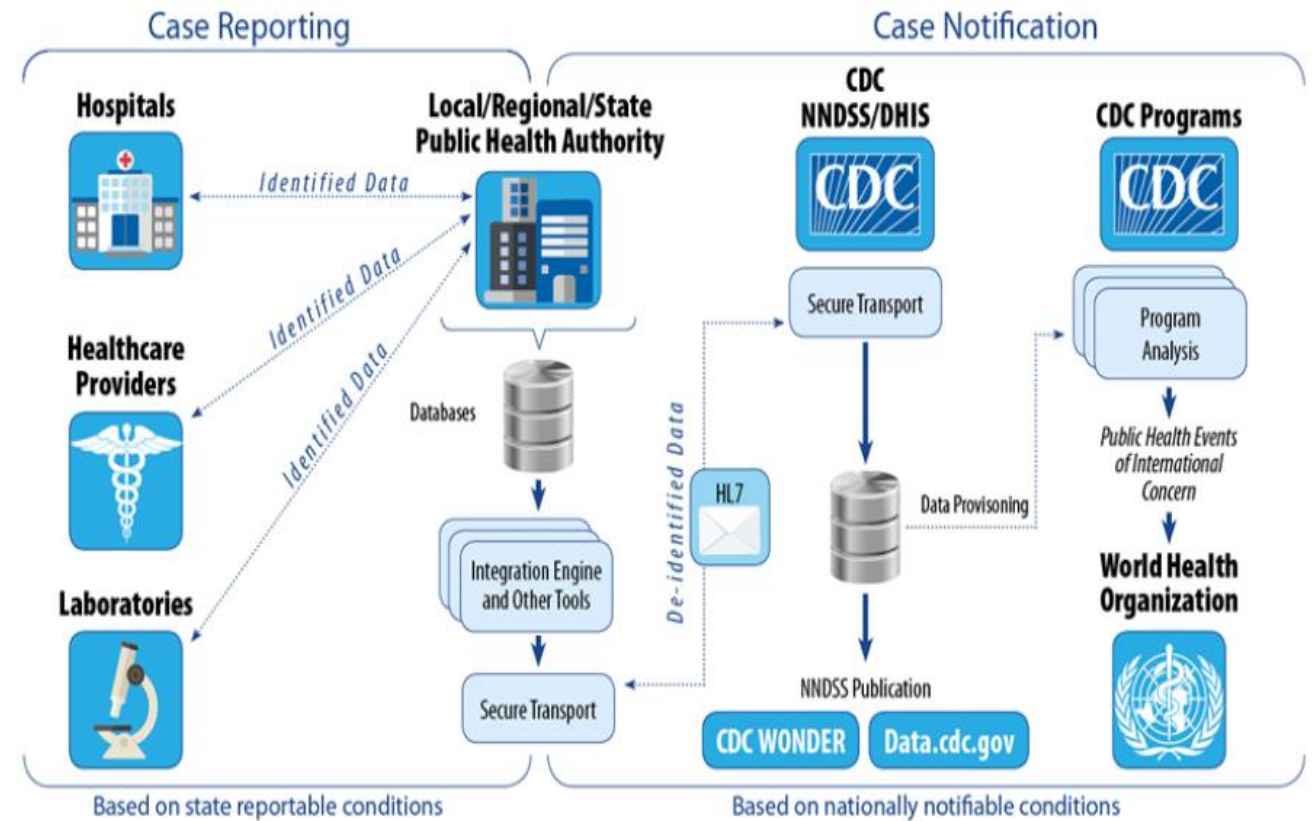 Case Reporting
Case Notification
Hospitals
Local/Regional/State
Public Health Authority
Identified Data
Identified Data
Identified Data
Healthcare
Providers
Laboratories
Databases
Integration Engine
and Other Tools
Secure Transport
De-identified Data
HL7
CDC
NNDSS/DHIS
CDC
Secure Transport
Data Provisoning
NNDSS Publication
CDC WONDER
Data.cdc.gov
CDC Programs
CDC
Program
Analysis
Public Health Events
of International
Concern
World Health
Organization
Based on state reportable conditions
Based on nationally notifiable conditions